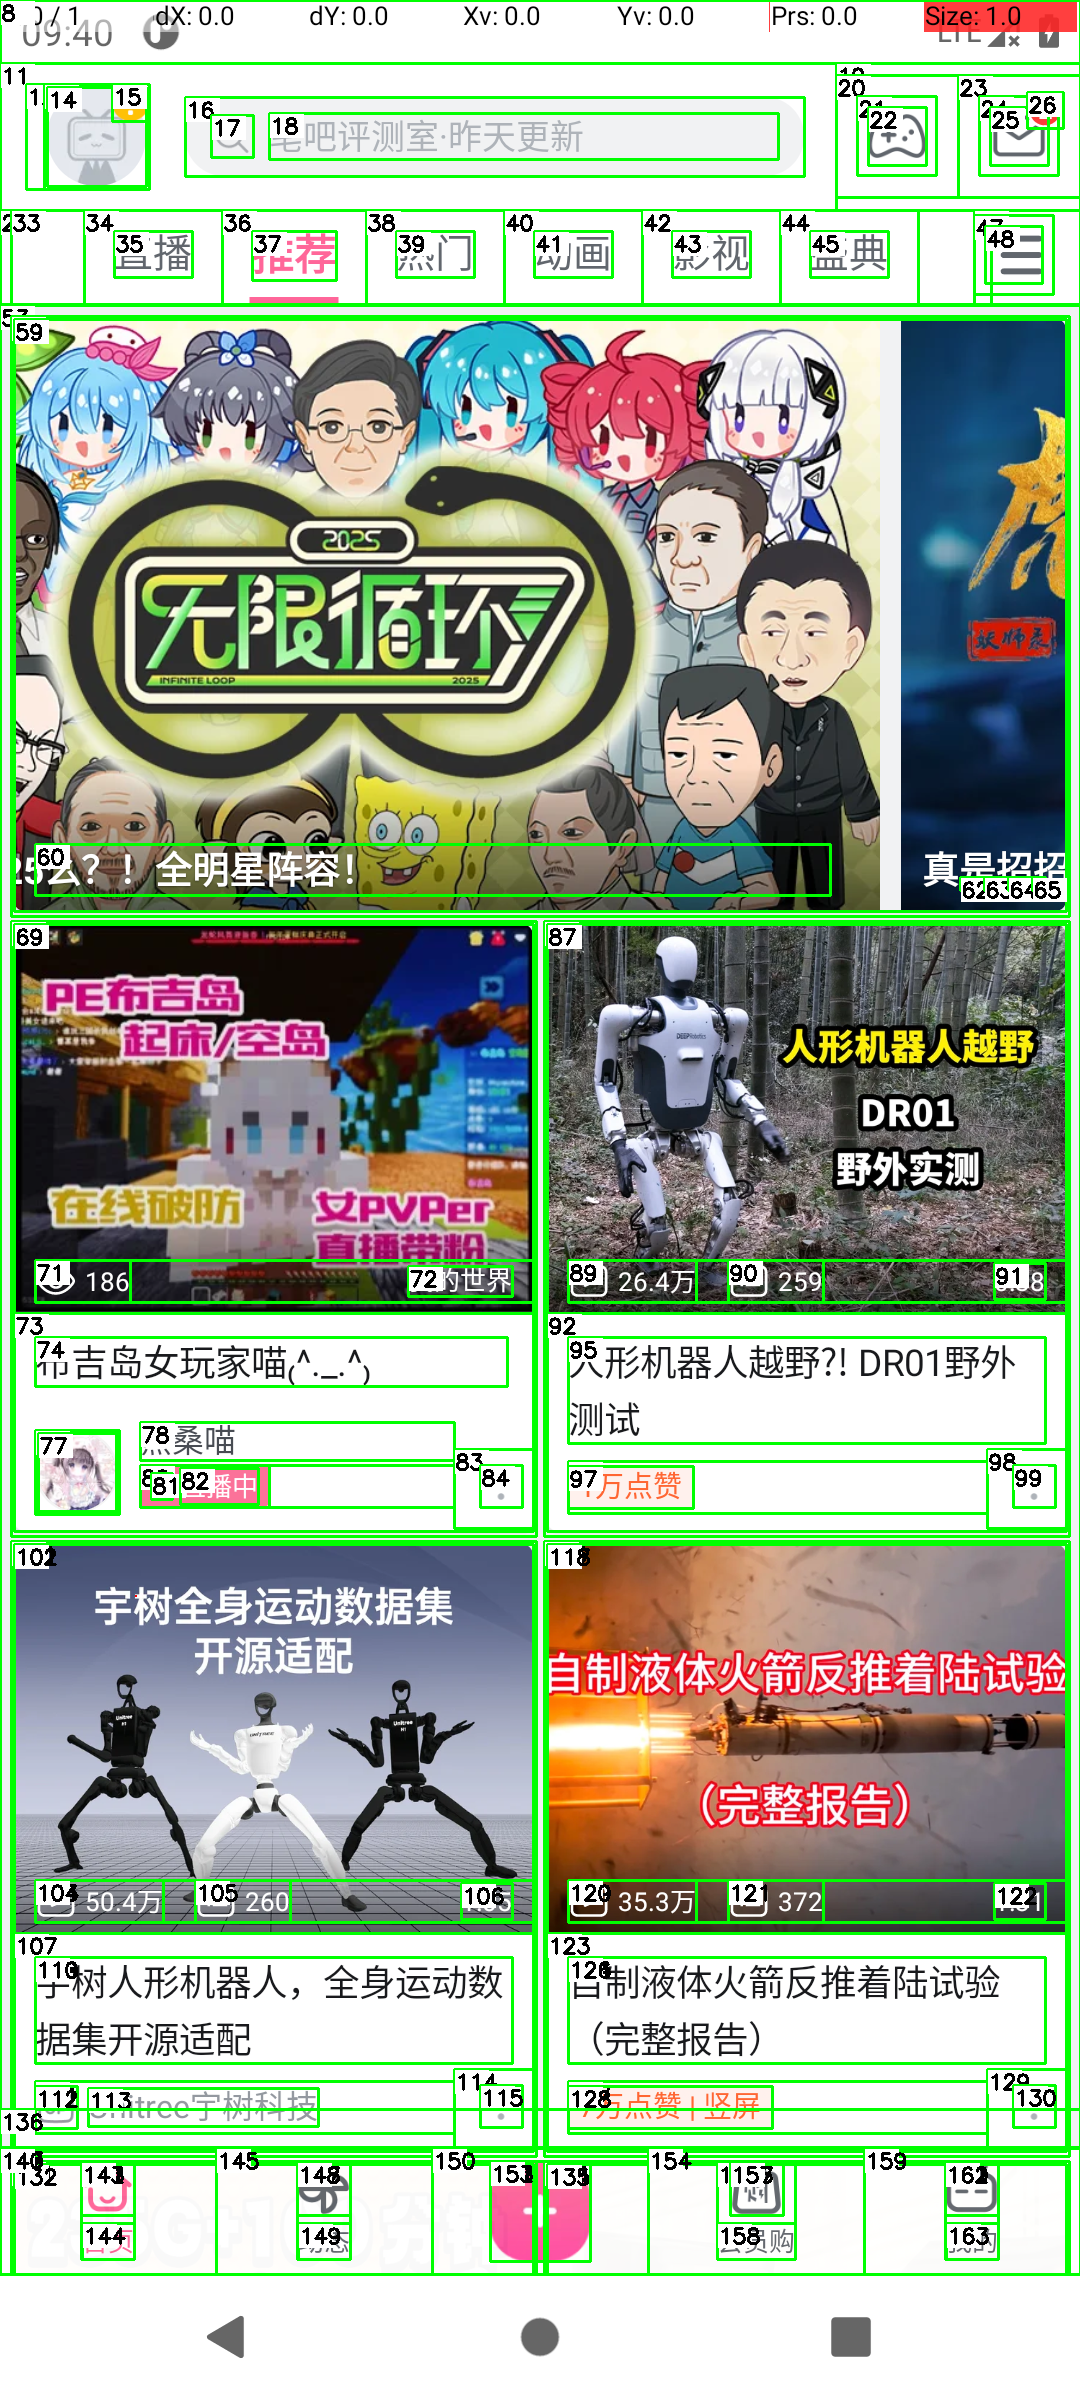 0 / 1 dX: 0.0 dY: 0.0 Xv: 0.0 Yv: 0.0 Prs: 0.0 Size: 1.0
09:40 LTE
笔吧评测室·昨天更新
直播 推荐 热门 动画 影视 盛典
2025
无限循环
INFINITE LOOP 2025
妖师录
全明星阵容！
真是招招
PE布吉岛
起床/空岛
在线破防
女PVPer
直播带粉
186 的世界
人形机器人越野
DR01
野外实测
26.4万 259
布吉岛女玩家喵(^._.^)
桑喵
直播中
人形机器人越野?! DR01野外
测试
万点赞
宇树全身运动数据集
开源适配
50.4万 260
自制液体火箭反推着陆试验
（完整报告）
35.3万 372
宇树人形机器人，全身运动数
据集开源适配
Unitree宇树科技
自制液体火箭反推着陆试验
（完整报告）
万点赞 | 竖屏
首页 动态 会员购 我的